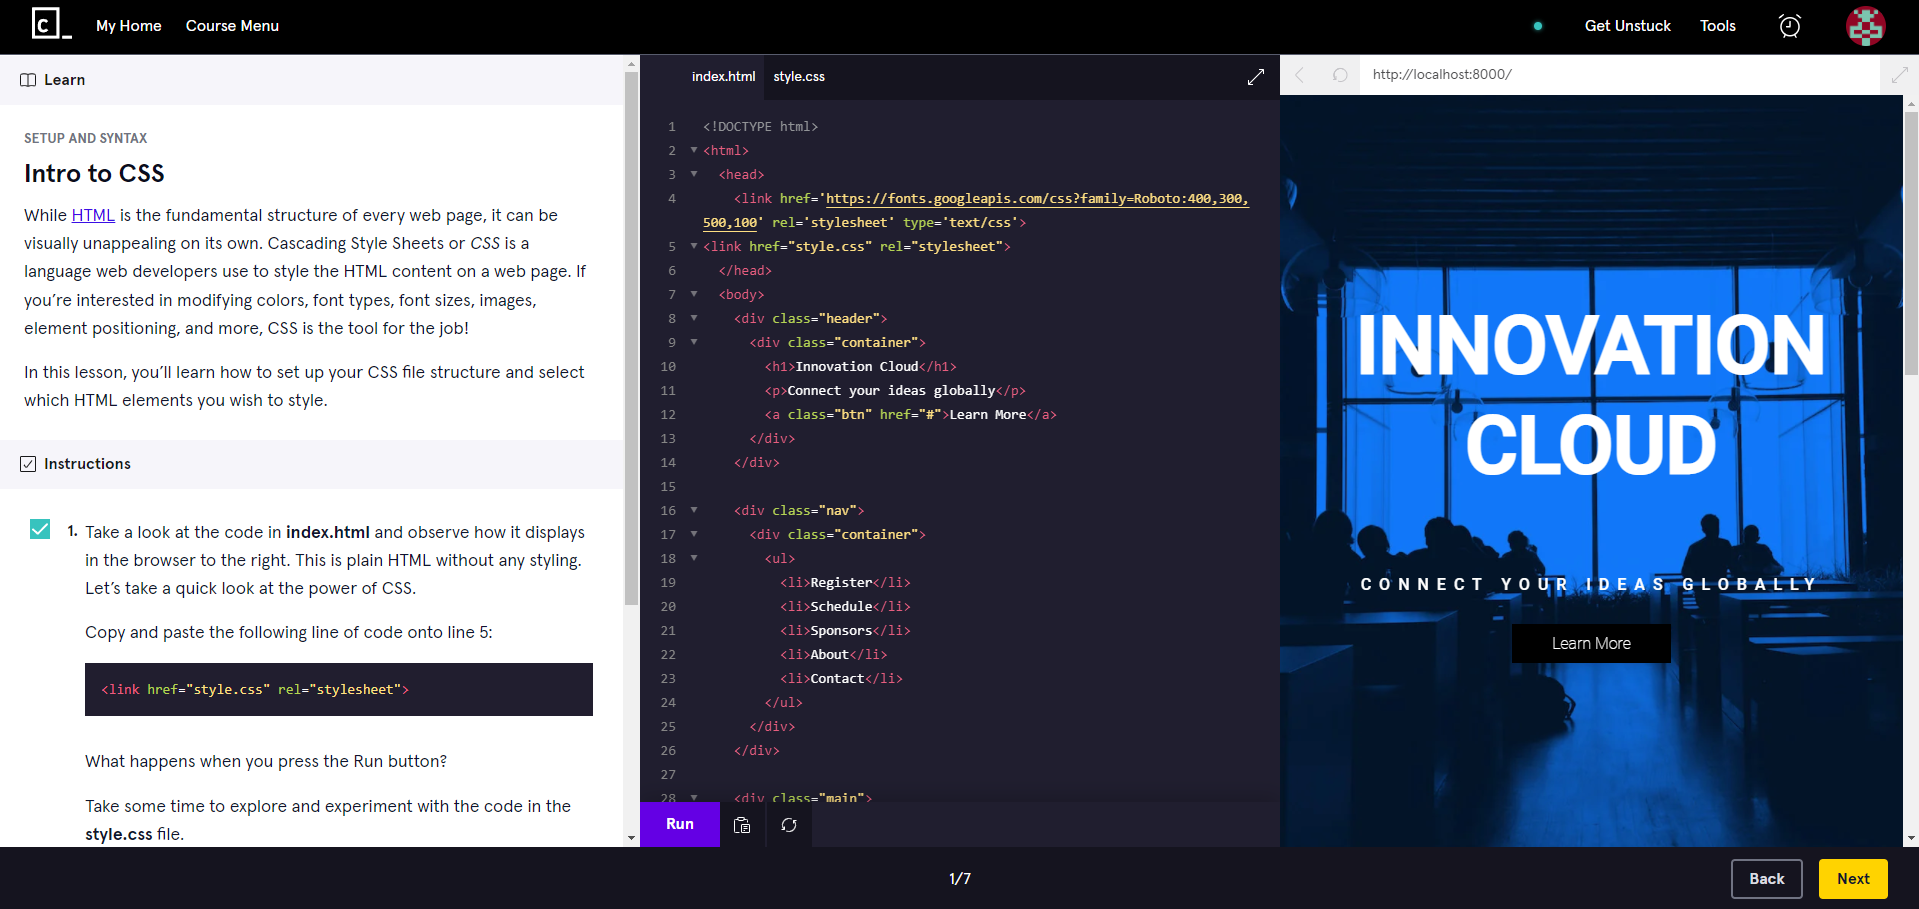 C_
My Home
Course Menu
Get Unstuck
Tools
Learn
SETUP AND SYNTAX
Intro to CSS
While HTML is the fundamental structure of every web page, it can be
visually unappealing on its own. Cascading Style Sheets or CSS is a
language web developers use to style the HTML content on a web page. If
you’re interested in modifying colors, font types, font sizes, images,
element positioning, and more, CSS is the tool for the job!
In this lesson, you’ll learn how to set up your CSS file structure and select
which HTML elements you wish to style.
Instructions
1. Take a look at the code in index.html and observe how it displays
in the browser to the right. This is plain HTML without any styling.
Let’s take a quick look at the power of CSS.
Copy and paste the following line of code onto line 5:
<link href="style.css" rel="stylesheet">
What happens when you press the Run button?
Take some time to explore and experiment with the code in the
style.css file.
index.html
style.css
1 <!DOCTYPE html>
2 <html>
3 <head>
4 <link href='https://fonts.googleapis.com/css?family=Roboto:400,300,
500,100' rel='stylesheet' type='text/css'>
5 <link href="style.css" rel="stylesheet">
6 </head>
7 <body>
8 <div class="header">
9 <div class="container">
10 <h1>Innovation Cloud</h1>
11 <p>Connect your ideas globally</p>
12 <a class="btn" href="#">Learn More</a>
13 </div>
14 </div>
15
16 <div class="nav">
17 <div class="container">
18 <ul>
19 <li>Register</li>
20 <li>Schedule</li>
21 <li>Sponsors</li>
22 <li>About</li>
23 <li>Contact</li>
24 </ul>
25 </div>
26 </div>
27
28 <div class="main">
Run
http://localhost:8000/
INNOVATION
CLOUD
CONNECT YOUR IDEAS GLOBALLY
Learn More
1/7
Back
Next